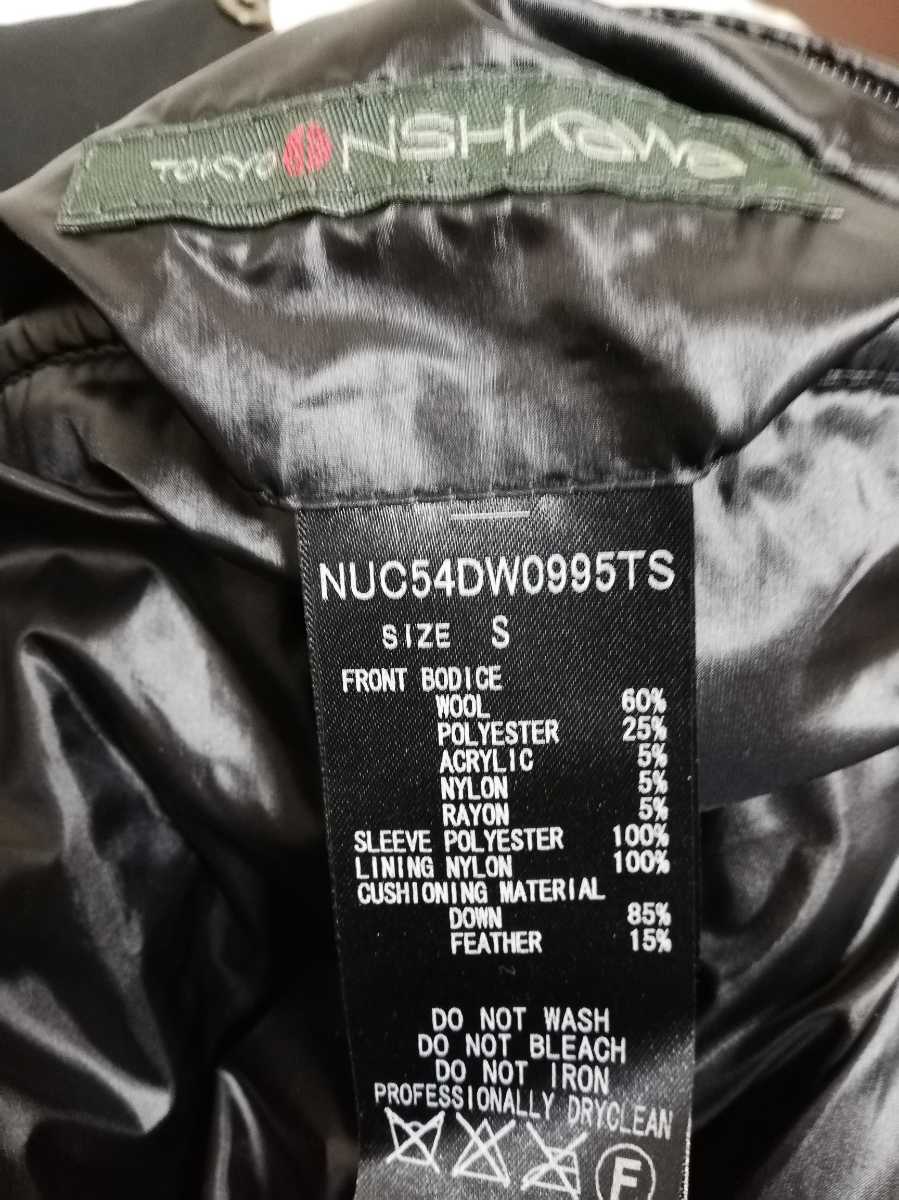 TOKYO NSHKawa
NUC54DW0995TS
SIZE S
FRONT BODICE
WOOL 60%
POLYESTER 25%
ACRYLIC 5%
NYLON 5%
RAYON 5%
SLEEVE POLYESTER 100%
LINING NYLON 100%
CUSHIONING MATERIAL
DOWN 85%
FEATHER 15%
DO NOT WASH
DO NOT BLEACH
DO NOT IRON
PROFESSIONALLY DRYCLEAN
F